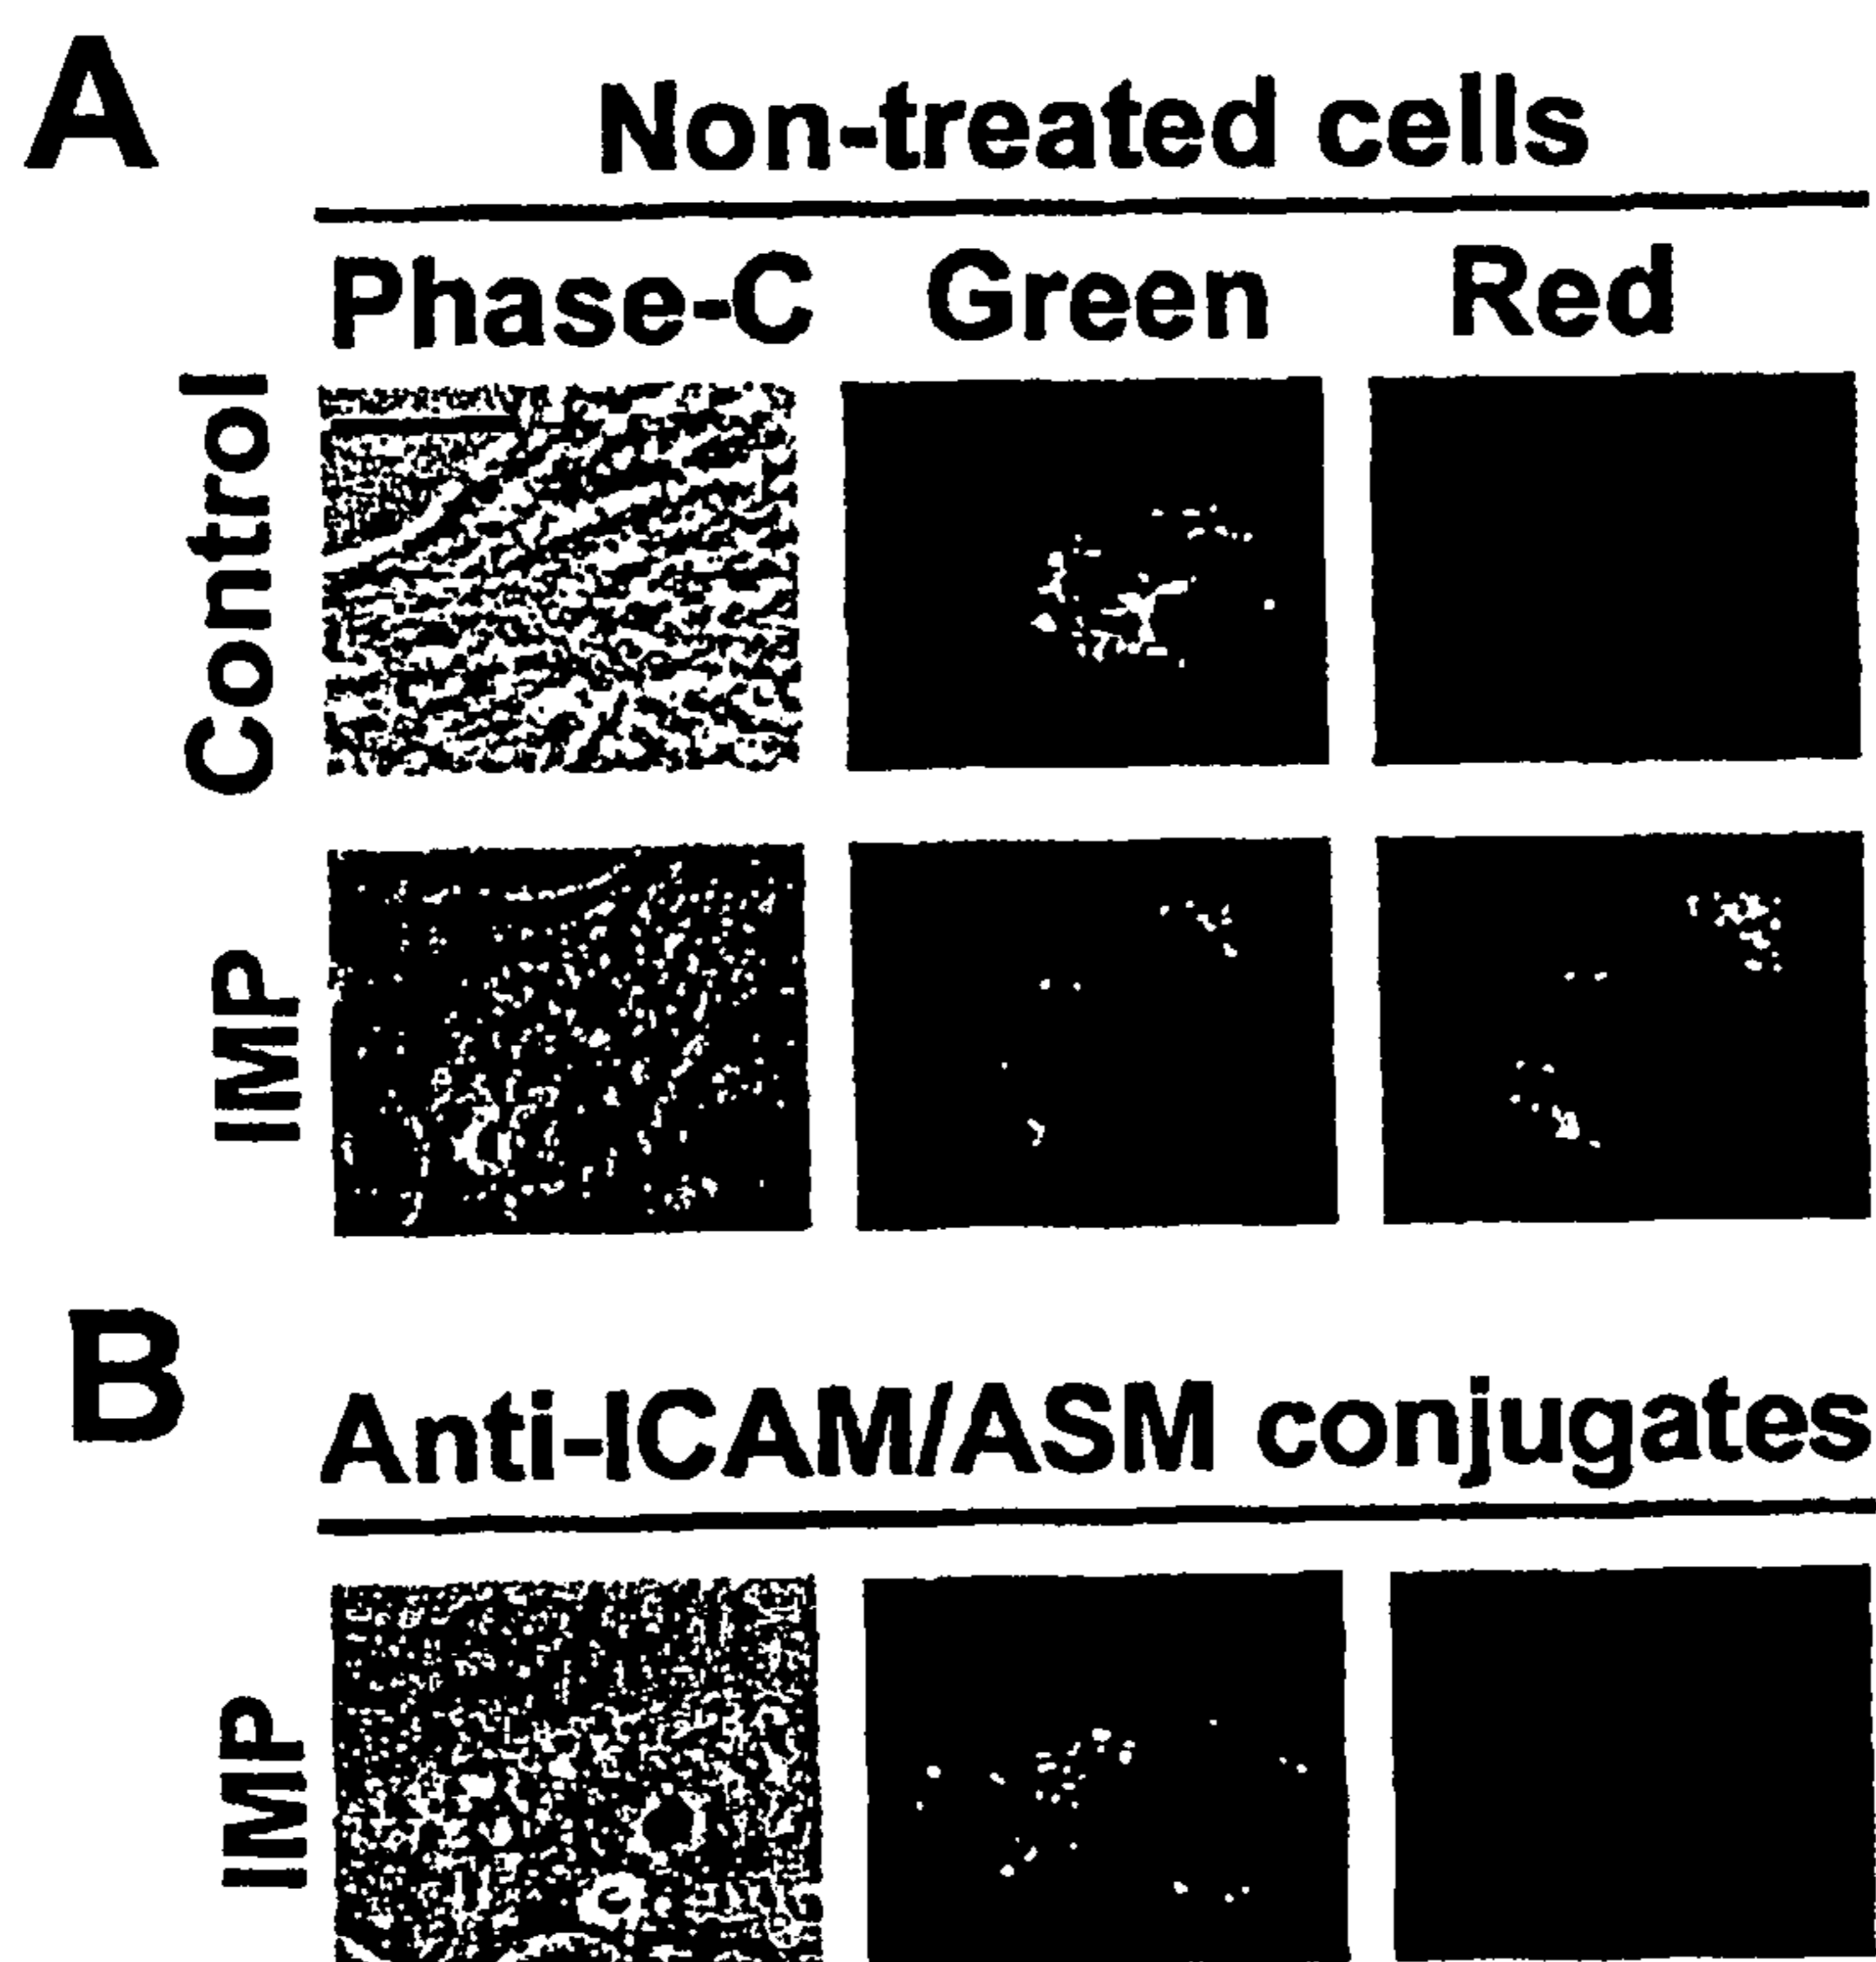 A
Non-treated cells
Phase-C Green Red
Control
IMP
B
Anti-ICAM/ASM conjugates
IMP